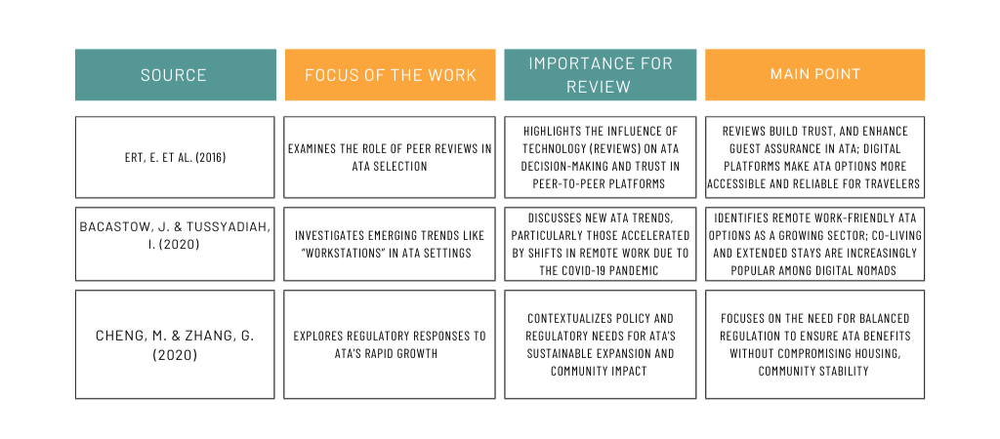 SOURCE
FOCUS OF THE WORK
IMPORTANCE FOR
REVIEW
MAIN POINT
ERT, E. ET AL. (2016)
EXAMINES THE ROLE OF PEER REVIEWS IN
ATA SELECTION
HIGHLIGHTS THE INFLUENCE OF
TECHNOLOGY (REVIEWS) ON ATA
DECISION-MAKING AND TRUST IN
PEER-TO-PEER PLATFORMS
REVIEWS BUILD TRUST, AND ENHANCE
GUEST ASSURANCE IN ATA; DIGITAL
PLATFORMS MAKE ATA OPTIONS MORE
ACCESSIBLE AND RELIABLE FOR TRAVELERS
BACASTOW, J. & TUSSYADIAH,
I. (2020)
INVESTIGATES EMERGING TRENDS LIKE
“WORKSTATIONS” IN ATA SETTINGS
DISCUSSES NEW ATA TRENDS,
PARTICULARLY THOSE ACCELERATED
BY SHIFTS IN REMOTE WORK DUE TO
THE COVID-19 PANDEMIC
IDENTIFIES REMOTE WORK-FRIENDLY ATA
OPTIONS AS A GROWING SECTOR; CO-LIVING
AND EXTENDED STAYS ARE INCREASINGLY
POPULAR AMONG DIGITAL NOMADS
CHENG, M. & ZHANG, G.
(2020)
EXPLORES REGULATORY RESPONSES TO
ATA’S RAPID GROWTH
CONTEXTUALIZES POLICY AND
REGULATORY NEEDS FOR ATA’S
SUSTAINABLE EXPANSION AND
COMMUNITY IMPACT
FOCUSES ON THE NEED FOR BALANCED
REGULATION TO ENSURE ATA BENEFITS
WITHOUT COMPROMISING HOUSING,
COMMUNITY STABILITY